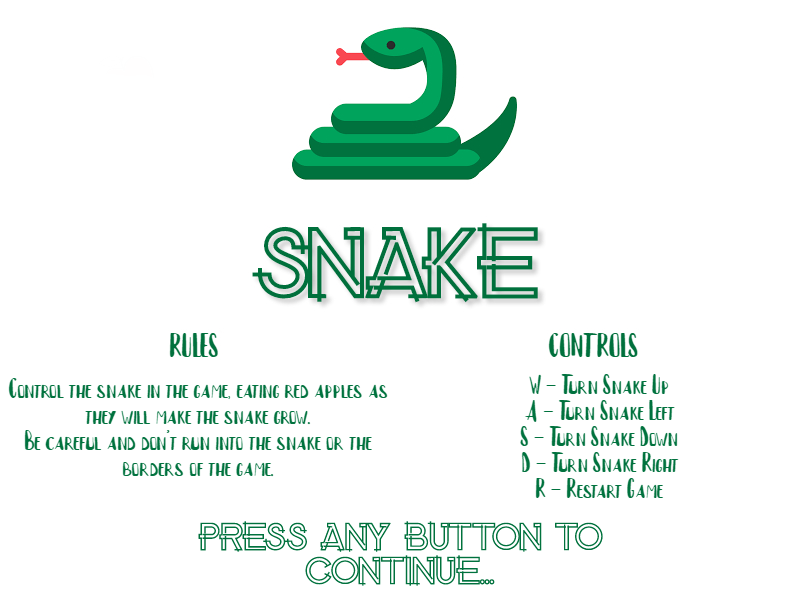 SNAKE
RULES
Control the snake in the game, eating red apples as
they will make the snake grow.
Be careful and don't run into the snake or the
borders of the game.
CONTROLS
W - Turn Snake Up
A - Turn Snake Left
S - Turn Snake Down
D - Turn Snake Right
R - Restart Game
PRESS ANY BUTTON TO
CONTINUE...